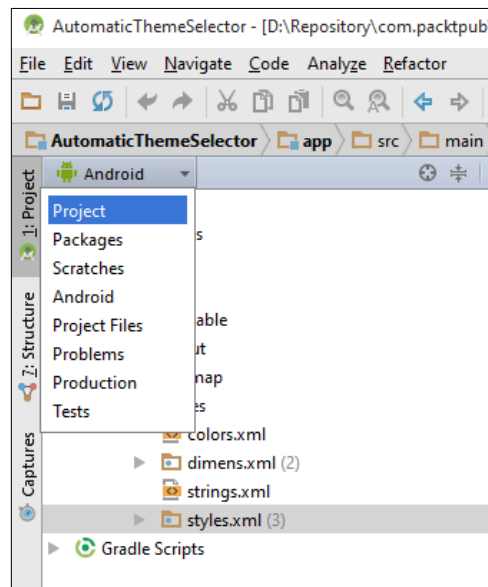 AutomaticThemeSelector - [D:\Repository\com.packtpub
File Edit View Navigate Code Analyze Refactor
AutomaticThemeSelector app src main
Android
1: Project
Project
Packages
Scratches
Android
Project Files
Problems
Production
Tests
s
able
ut
map
es
7: Structure
Captures
colors.xml
dimens.xml (2)
strings.xml
styles.xml (3)
Gradle Scripts